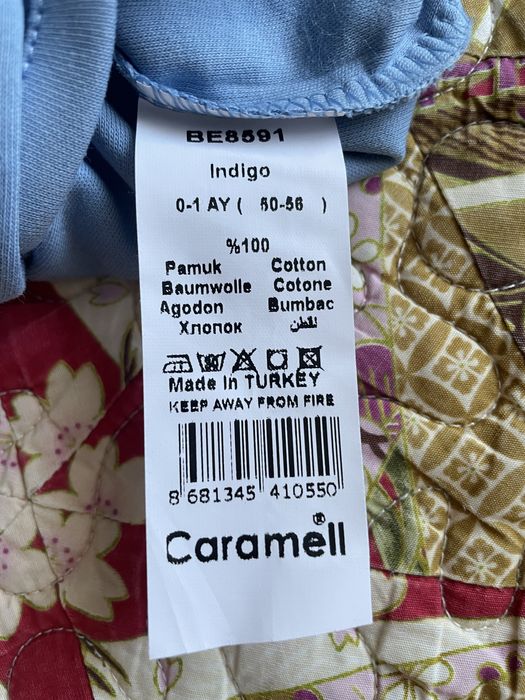 BE8591
Indigo
0-1 AY ( 50-56 )
%100
Pamuk Cotton
Baumwolle Cotone
Agodon Bumbac
Хлопок قطن
Made In TURKEY
KEEP AWAY FROM FIRE
8 681345 410550
Caramell®